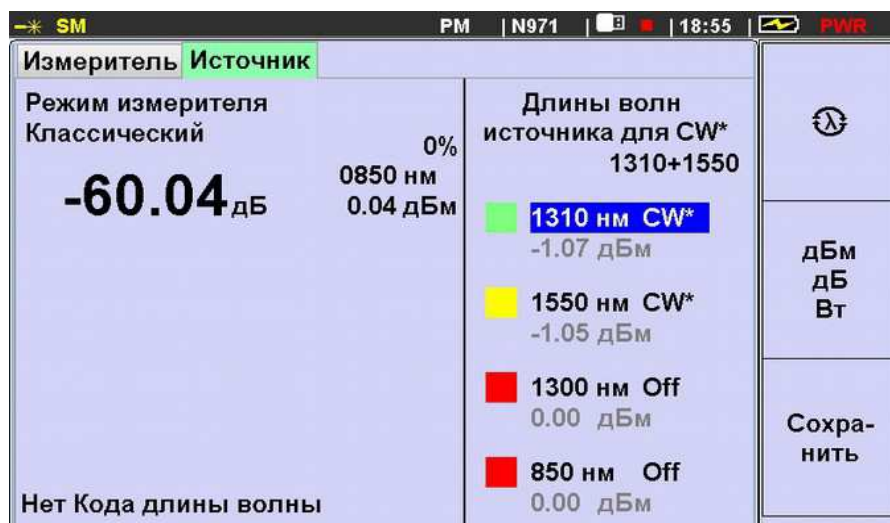 SM PM | N971 | | 18:55 | PWR
Измеритель Источник
Режим измерителя
Классический
0%
-60.04 дБ
0850 нм
0.04 дБм
Нет Кода длины волны
Длины волн
источника для CW*
1310+1550
1310 нм CW*
-1.07 дБм
1550 нм CW*
-1.05 дБм
1300 нм Off
0.00 дБм
850 нм Off
0.00 дБм
λ
дБм
дБ
Вт
Сохра-
нить